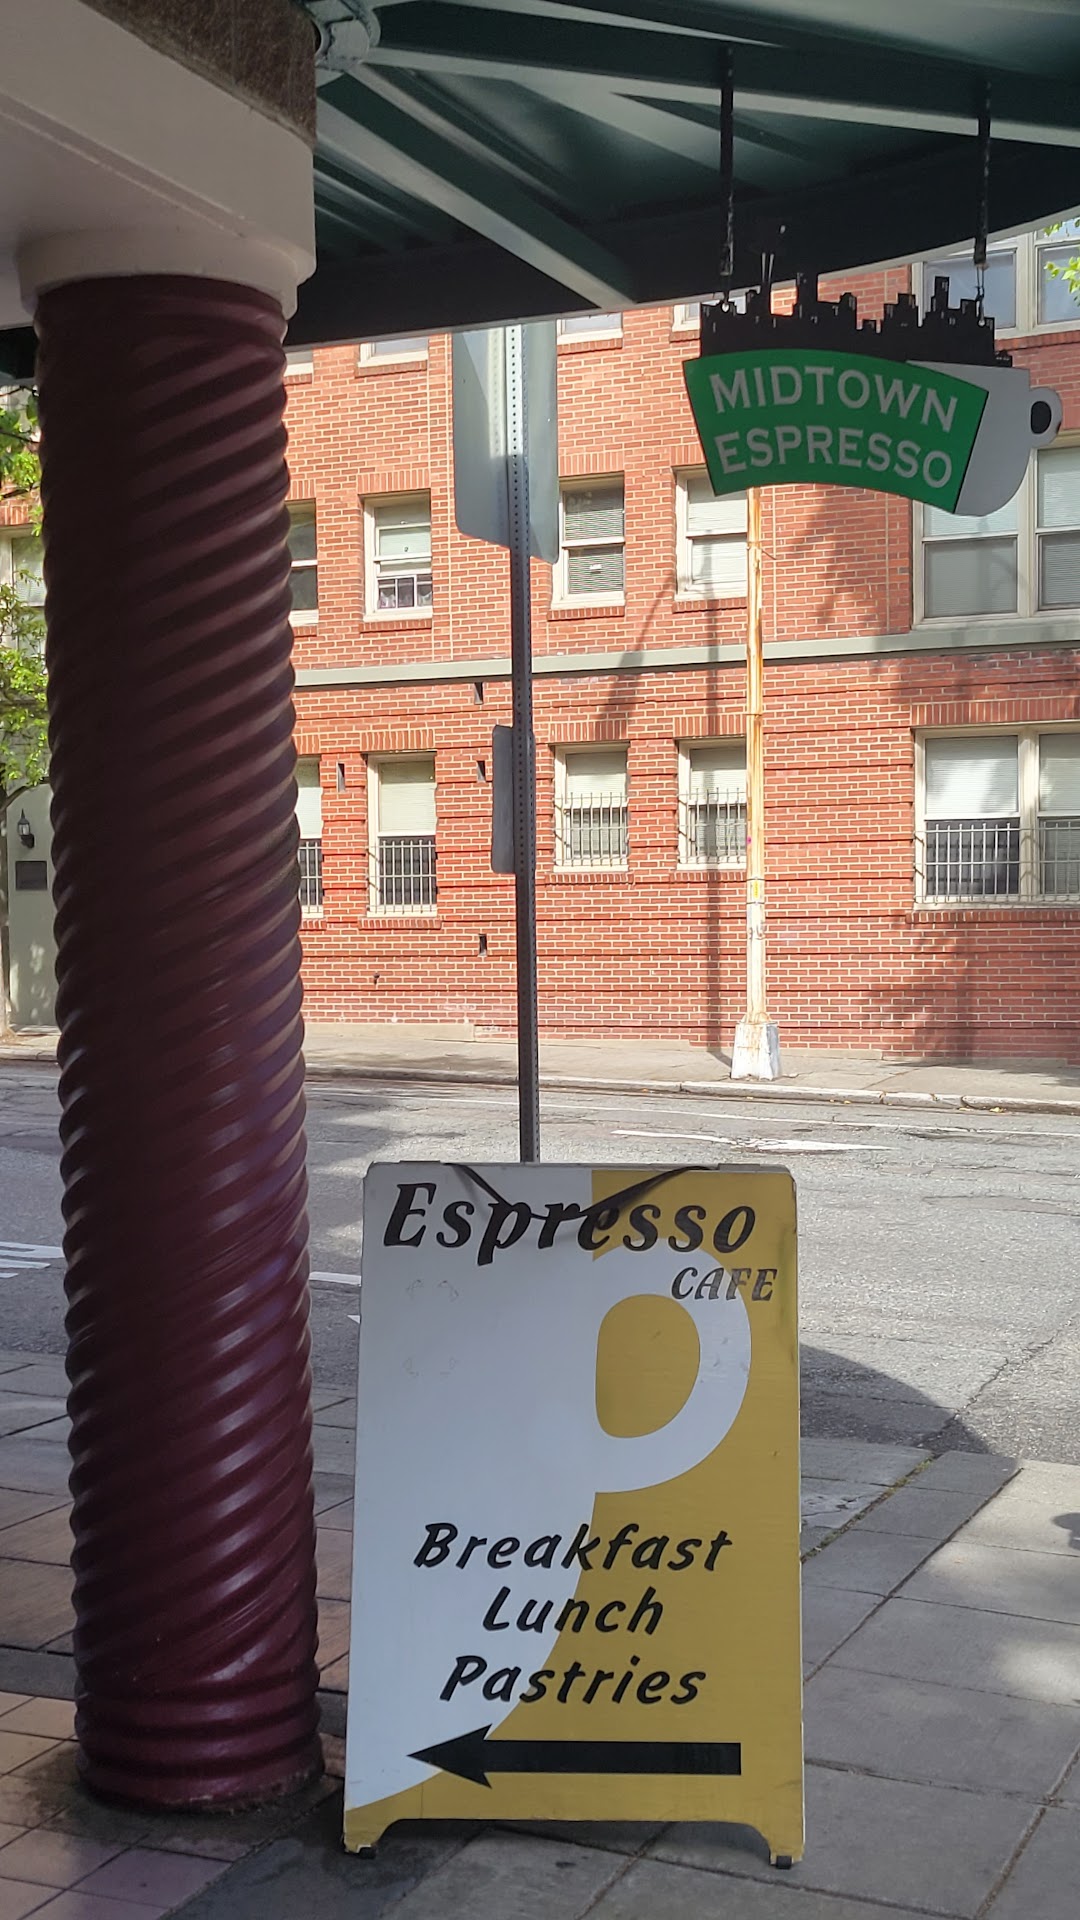 MIDTOWN
ESPRESSO
Espresso
CAFE
Breakfast
Lunch
Pastries